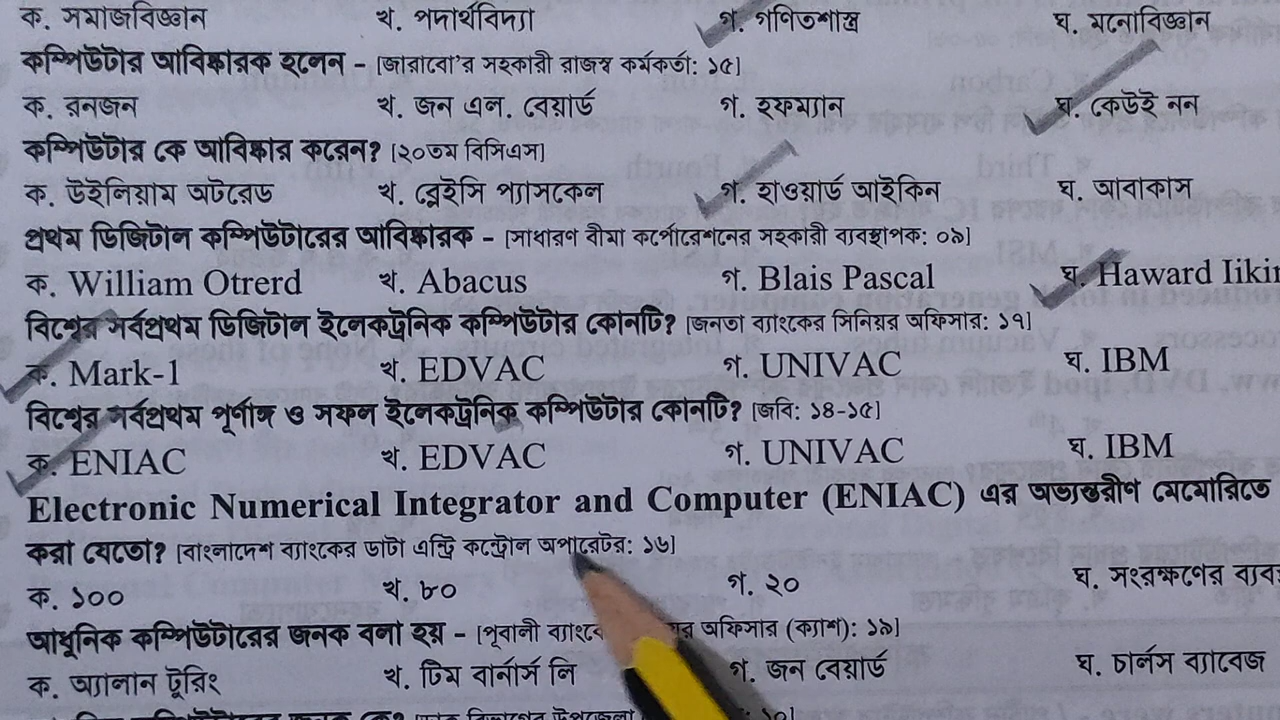 ক. সমাজবিজ্ঞান খ. পদার্থবিদ্যা গ. গণিতশাস্ত্র ঘ. মনোবিজ্ঞান
কম্পিউটার আবিষ্কারক হলেন – [জারাবো'র সহকারী রাজস্ব কর্মকর্তা: ১৫]
ক. রনজন খ. জন এল. বেয়ার্ড গ. হফম্যান ঘ. কেউই নন
কম্পিউটার কে আবিষ্কার করেন? [২০তম বিসিএস]
ক. উইলিয়াম অটরেড খ. ব্লেইসি প্যাসকেল গ. হাওয়ার্ড আইকিন ঘ. আবাকাস
প্রথম ডিজিটাল কম্পিউটারের আবিষ্কারক – [সাধারণ বীমা কর্পোরেশনের সহকারী ব্যবস্থাপক: ০৯]
ক. William Otrerd খ. Abacus গ. Blais Pascal ঘ. Haward Iikin
বিশ্বের সর্বপ্রথম ডিজিটাল ইলেকট্রনিক কম্পিউটার কোনটি? [জনতা ব্যাংকের সিনিয়র অফিসার: ১৭]
ক. Mark-1 খ. EDVAC গ. UNIVAC ঘ. IBM
বিশ্বের সর্বপ্রথম পূর্ণাঙ্গ ও সফল ইলেকট্রনিক কম্পিউটার কোনটি? [জবি: ১৪-১৫]
ক. ENIAC খ. EDVAC গ. UNIVAC ঘ. IBM
Electronic Numerical Integrator and Computer (ENIAC) এর অভ্যন্তরীণ মেমোরিতে
করা যেতো? [বাংলাদেশ ব্যাংকের ডাটা এন্ট্রি কন্ট্রোল অপারেটর: ১৬]
ক. ১০০ খ. ৮০ গ. ২০ ঘ. সংরক্ষণের
আধুনিক কম্পিউটারের জনক বলা হয় – [পূবালী অফিসার (ক্যাশ): ১৯]
ক. অ্যালান টুরিং খ. টিম বার্নার্স লি গ. জন বেয়ার্ড ঘ. চার্লস ব্যাবেজ